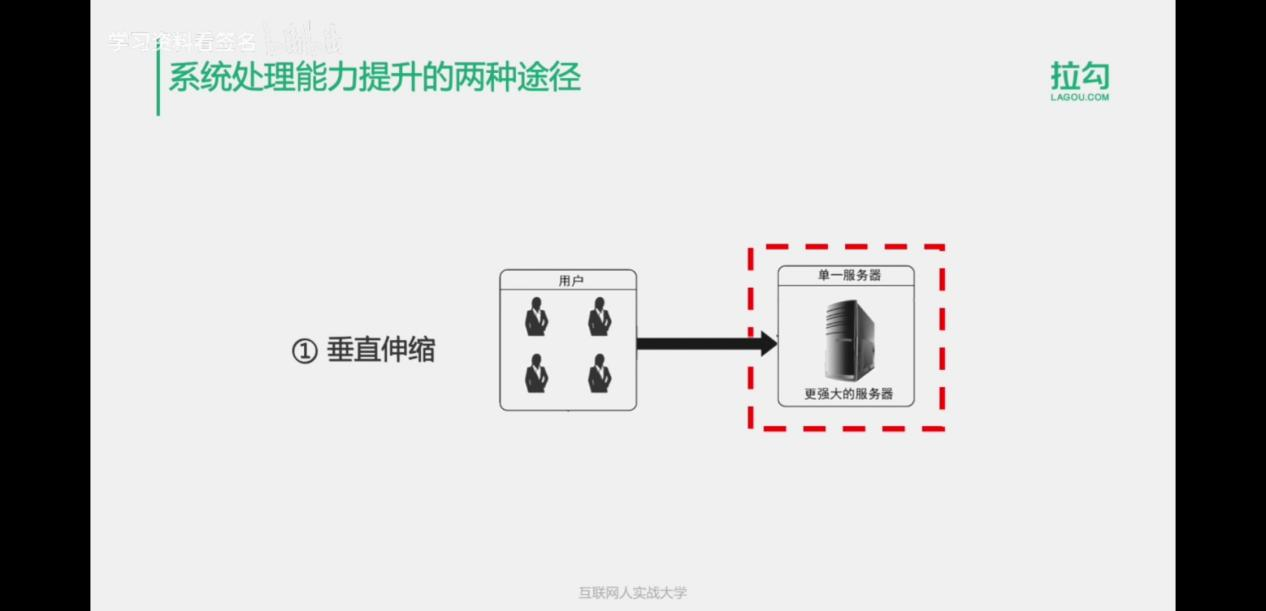 学习资料看签名
系统处理能力提升的两种途径
拉勾
LAGOU.COM
用户
单一服务器
① 垂直伸缩
更强大的服务器
互联网人实战大学